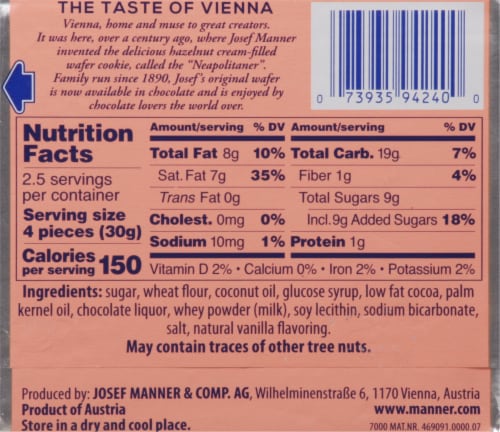 THE TASTE OF VIENNA
Vienna, home and muse to great creators.
It was here, over a century ago, where Josef Manner
invented the delicious hazelnut cream-filled
wafer cookie, called the “Neapolitaner”.
Family run since 1890, Josef's original wafer
is now available in chocolate and is enjoyed by
chocolate lovers the world over.
0 73935 94240 0
Nutrition
Facts
2.5 servings
per container
Serving size
4 pieces (30g)
Calories
per serving 150
Amount/serving % DV
Total Fat 8g 10%
Sat. Fat 7g 35%
Trans Fat 0g
Cholest. 0mg 0%
Sodium 10mg 1%
Amount/serving % DV
Total Carb. 19g 7%
Fiber 1g 4%
Total Sugars 9g
Incl. 9g Added Sugars 18%
Protein 1g
Vitamin D 2% • Calcium 0% • Iron 2% • Potassium 2%
Ingredients: sugar, wheat flour, coconut oil, glucose syrup, low fat cocoa, palm
kernel oil, chocolate liquor, whey powder (milk), soy lecithin, sodium bicarbonate,
salt, natural vanilla flavoring.
May contain traces of other tree nuts.
Produced by: JOSEF MANNER & COMP. AG, Wilhelminenstraße 6, 1170 Vienna, Austria
Product of Austria www.manner.com
Store in a dry and cool place. 7000 MAT.NR. 469091.0000.07